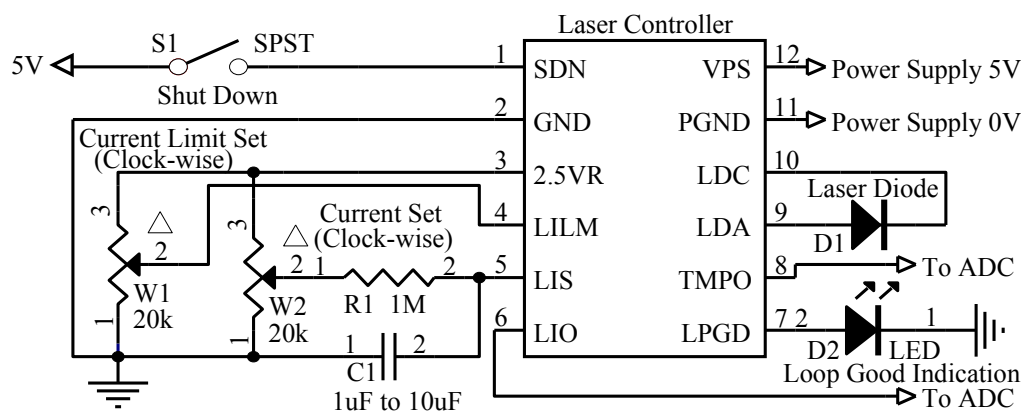 Laser Controller
5V
S1
SPST
Shut Down
1
SDN
VPS
12
Power Supply 5V
2
GND
PGND
11
Power Supply 0V
Current Limit Set
(Clock-wise)
3
2.5VR
LDC
10
Laser Diode
3
2
W1
20k
1
3
Current Set
(Clock-wise)
2
W2
20k
1
4
LILM
LDA
9
D1
1
R1
1M
2
5
LIS
TMPO
8
To ADC
6
LIO
LPGD
7
2
D2
LED
1
Loop Good Indication
To ADC
1
C1
2
1uF to 10uF